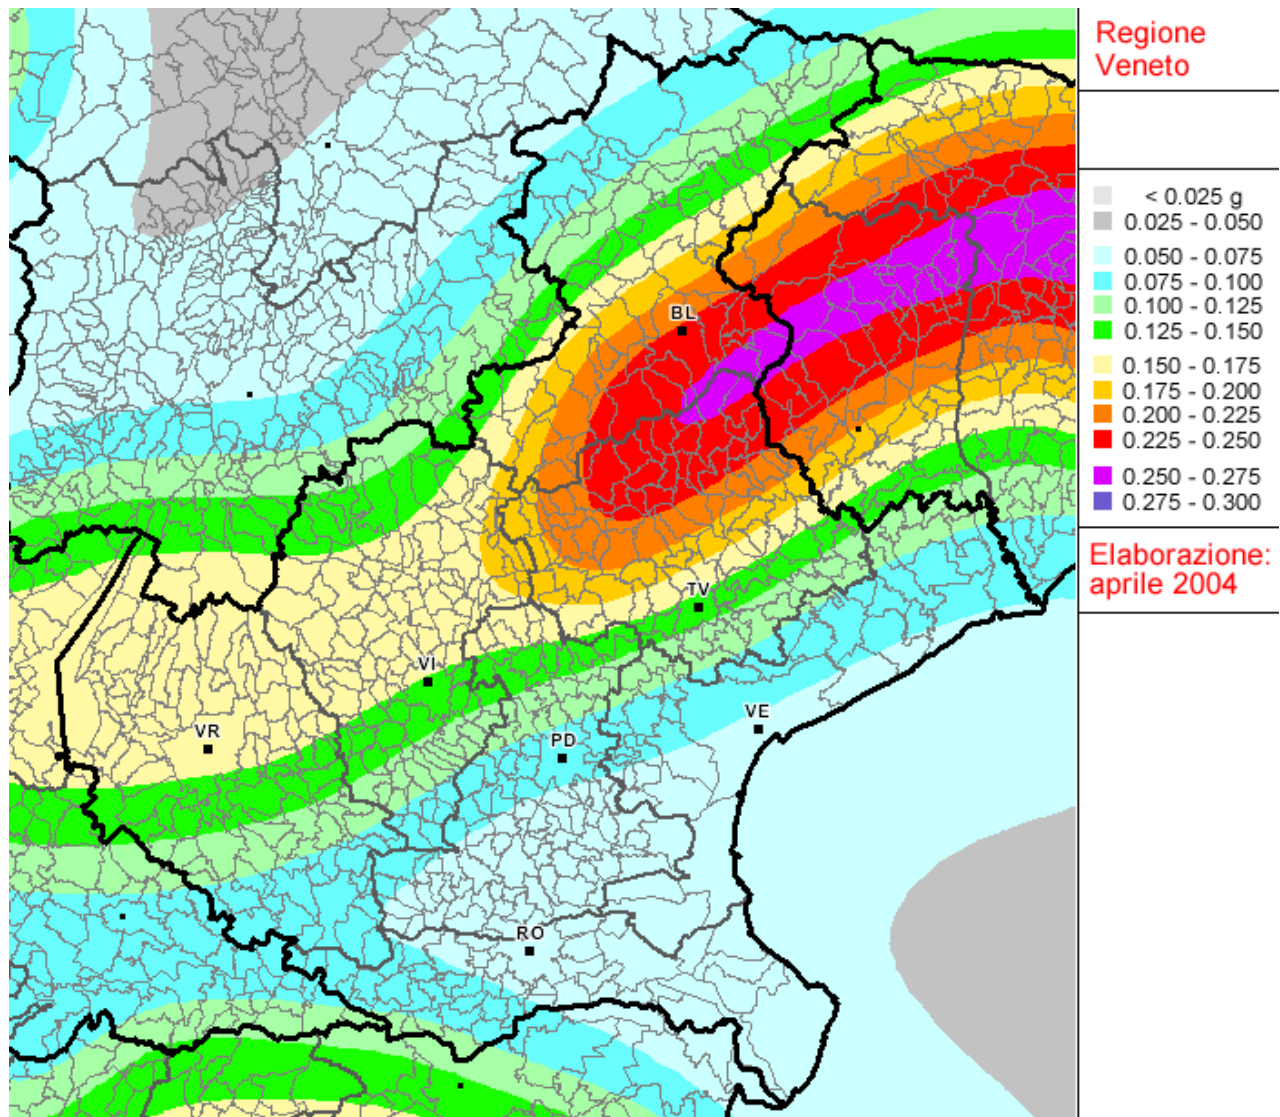 Regione
Veneto
< 0.025 g
0.025 - 0.050
0.050 - 0.075
0.075 - 0.100
0.100 - 0.125
0.125 - 0.150
0.150 - 0.175
0.175 - 0.200
0.200 - 0.225
0.225 - 0.250
0.250 - 0.275
0.275 - 0.300
Elaborazione:
aprile 2004
BL
TV
VI
VE
VR
PD
RO